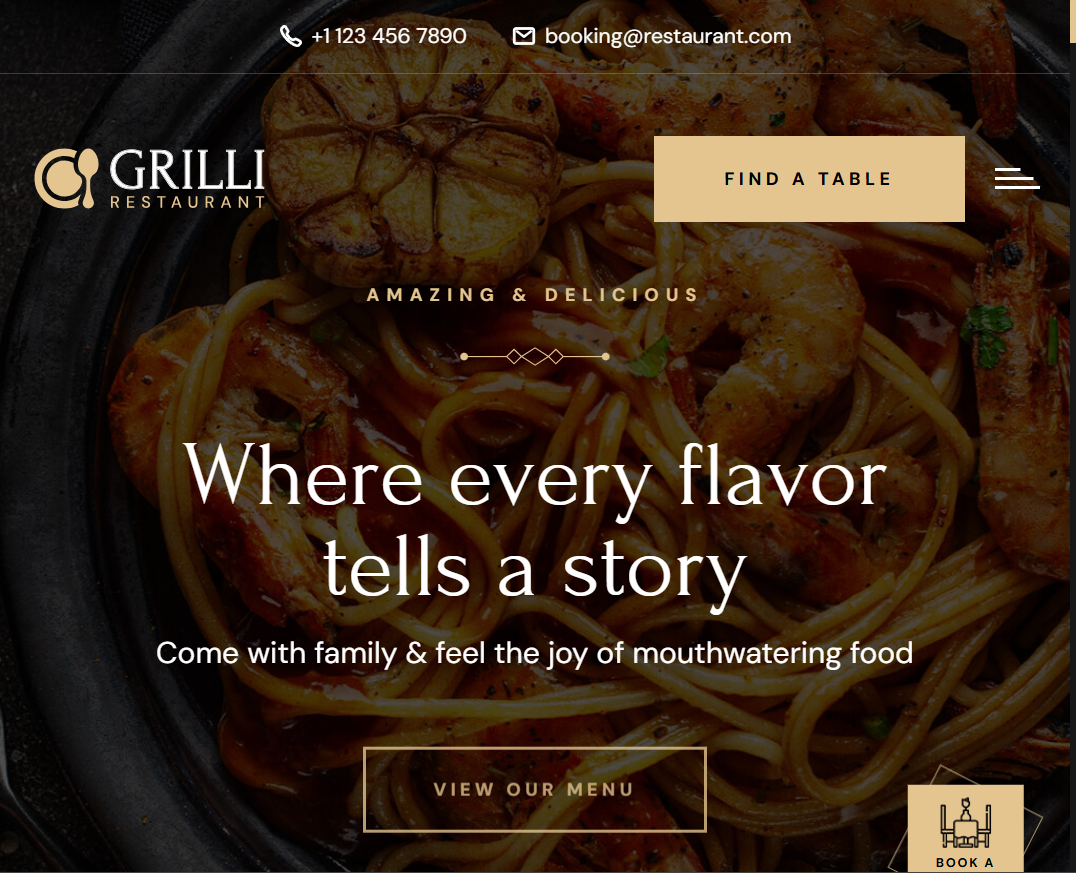 +1 123 456 7890
booking@restaurant.com
GRILLI
RESTAURANT
FIND A TABLE
AMAZING & DELICIOUS
Where every flavor
tells a story
Come with family & feel the joy of mouthwatering food
VIEW OUR MENU
BOOK A